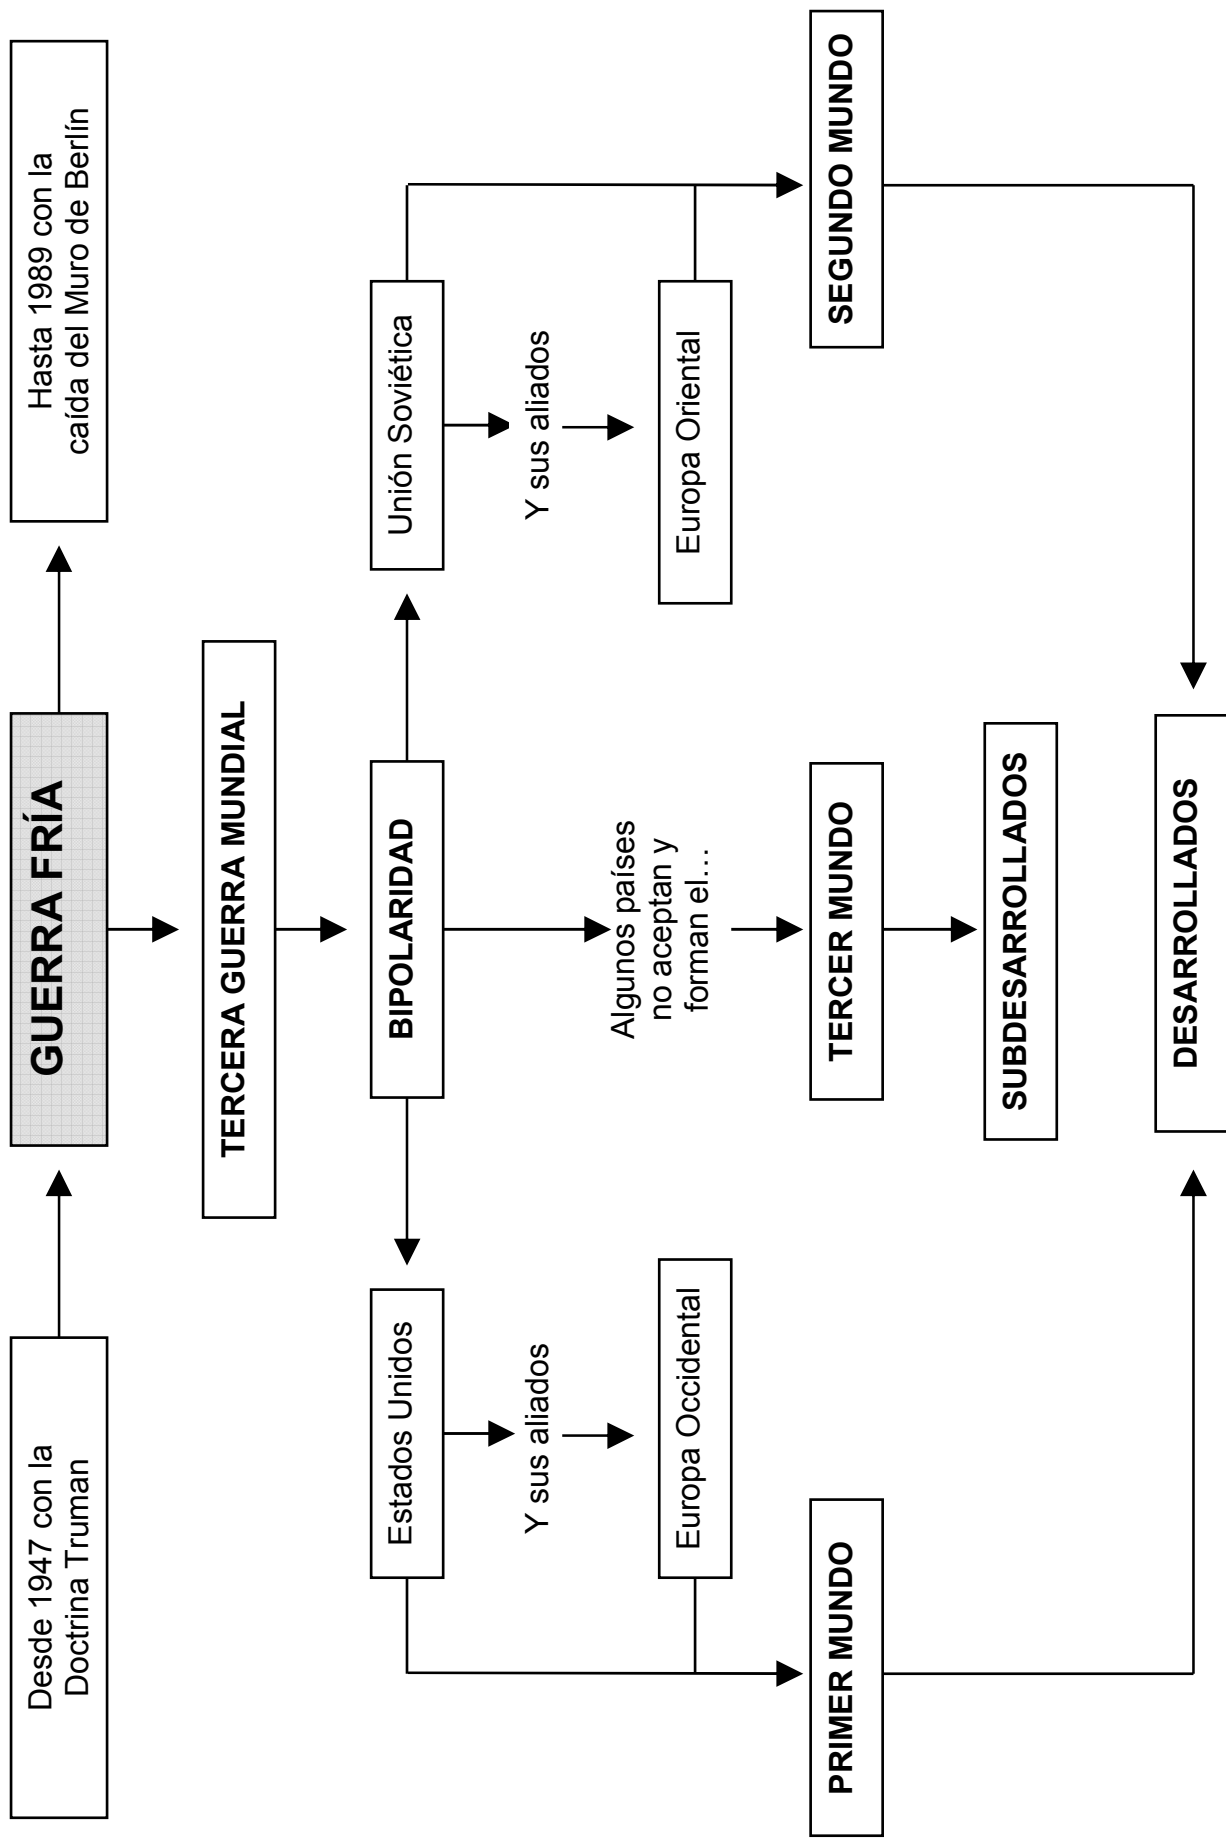 Desde 1947 con la
Doctrina Truman
GUERRA FRÍA
Hasta 1989 con la
caída del Muro de Berlín
TERCERA GUERRA MUNDIAL
Estados Unidos
BIPOLARIDAD
Unión Soviética
Y sus aliados
Y sus aliados
Algunos países
no aceptan y
forman el…
Europa Occidental
Europa Oriental
PRIMER MUNDO
TERCER MUNDO
SEGUNDO MUNDO
SUBDESARROLLADOS
DESARROLLADOS